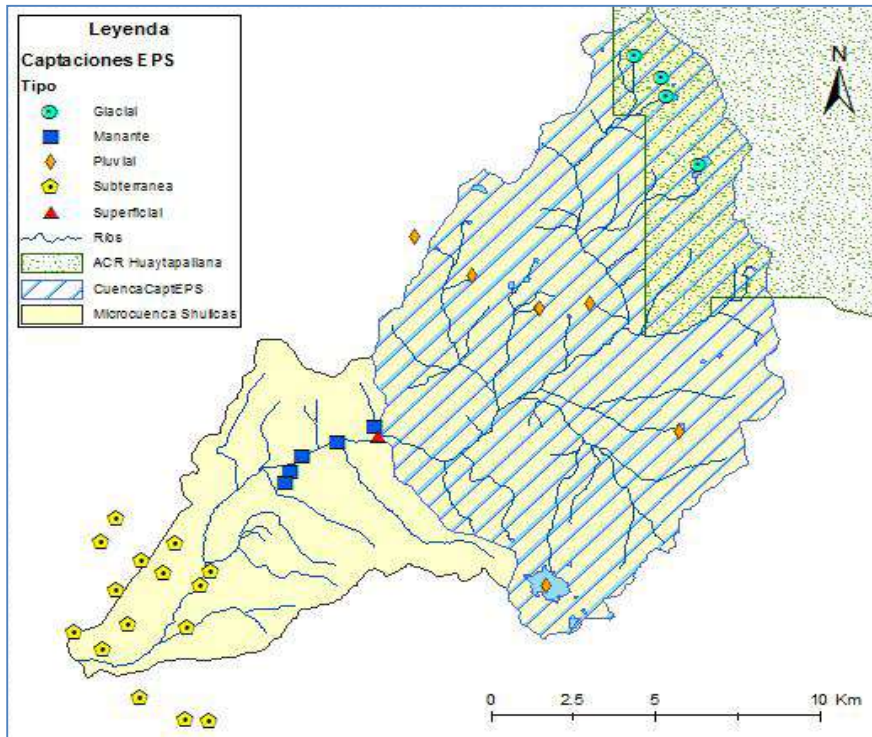 Leyenda
Captaciones EPS
Tipo
Glacial
Manante
Pluvial
Subterranea
Superficial
Ríos
ACR Huaytapallana
CuencaCaptEPS
Microcuenca Shullcas
N
0 2.5 5 10 Km